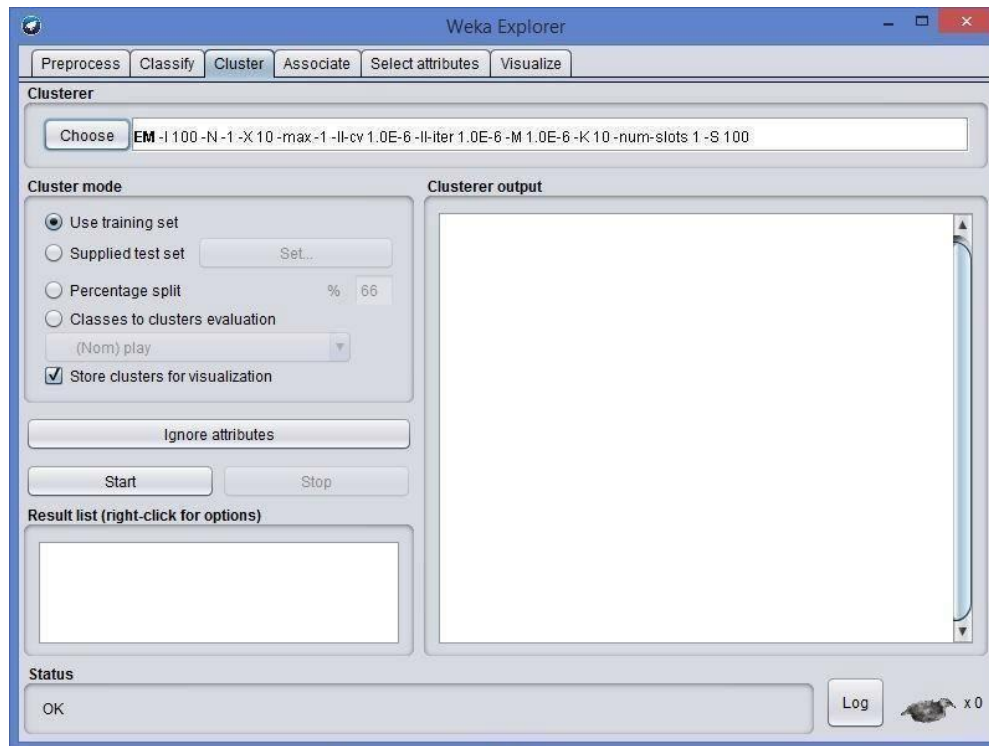 Weka Explorer
Preprocess Classify Cluster Associate Select attributes Visualize
Clusterer
Choose EM -I 100 -N -1 -X 10 -max -1 -ll-cv 1.0E-6 -ll-iter 1.0E-6 -M 1.0E-6 -K 10 -num-slots 1 -S 100
Cluster mode
Use training set
Supplied test set Set...
Percentage split % 66
Classes to clusters evaluation
(Nom) play
Store clusters for visualization
Ignore attributes
Start Stop
Result list (right-click for options)
Clusterer output
Status
OK
Log x 0